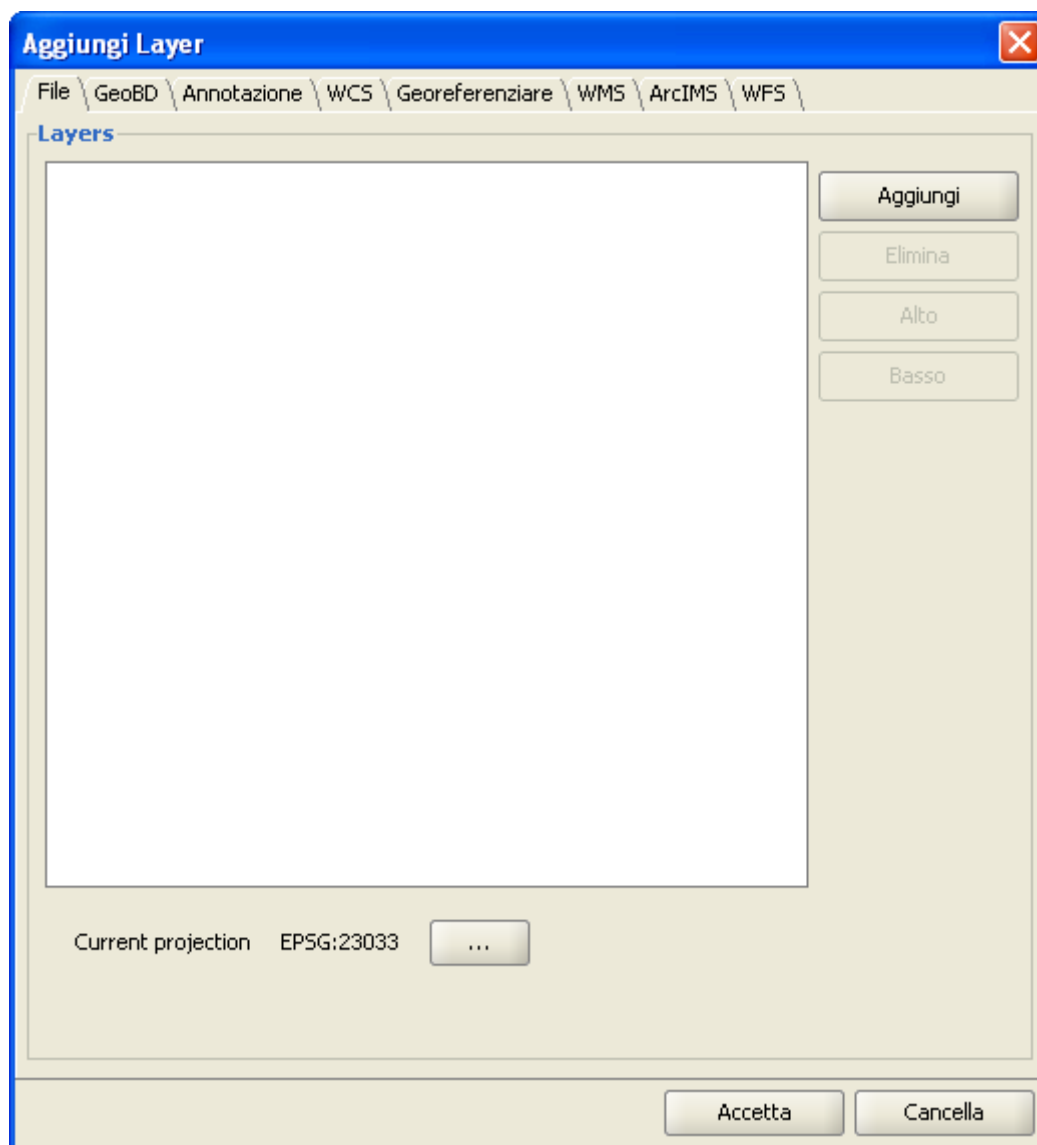 Aggiungi Layer
File GeoBD Annotazione WCS Georeferenziare WMS ArcIMS WFS
Layers
Aggiungi
Elimina
Alto
Basso
Current projection EPSG:23033 ...
Accetta Cancella